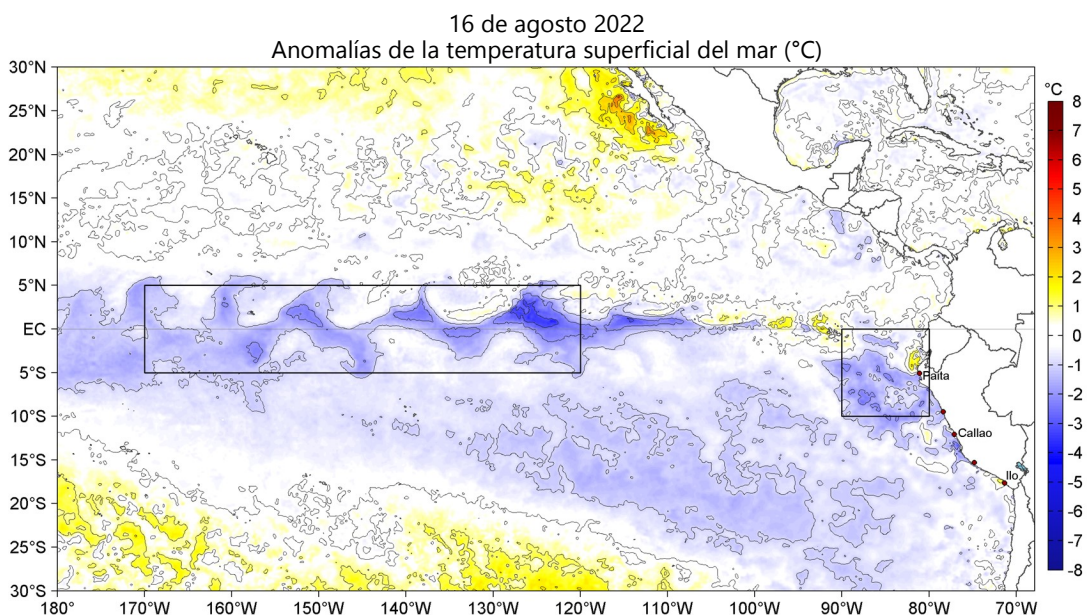 16 de agosto 2022
Anomalías de la temperatura superficial del mar (°C)
°C
30°N
25°N
20°N
15°N
10°N
5°N
EC
5°S
10°S
15°S
20°S
25°S
30°S
Paita
Callao
Ilo
8
7
6
5
4
3
2
1
0
-1
-2
-3
-4
-5
-6
-7
-8
180 170°W 160°W 150°W 140°W 130°W 120°W 110°W 100°W 90°W 80°W 70°W